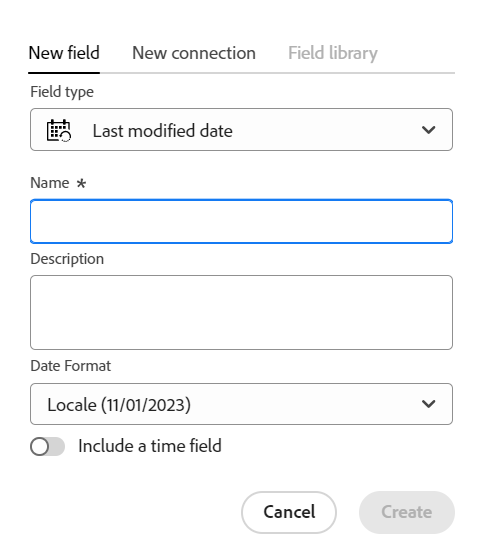 New field New connection Field library
Field type
Last modified date
Name *
Description
Date Format
Locale (11/01/2023)
Include a time field
Cancel Create